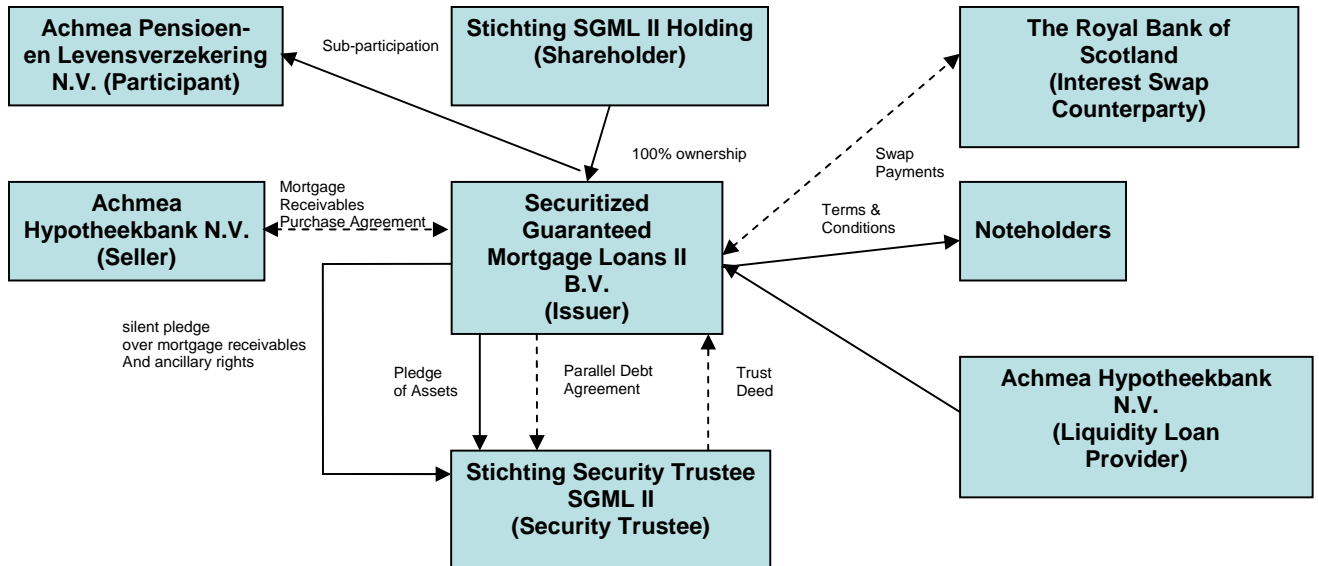 Achmea Pensioen-
en Levensverzekering
N.V. (Participant)
Sub-participation
Stichting SGML II Holding
(Shareholder)
The Royal Bank of
Scotland
(Interest Swap
Counterparty)
100% ownership
Swap
Payments
Achmea
Hypotheekbank N.V.
(Seller)
Mortgage
Receivables
Purchase Agreement
Securitized
Guaranteed
Mortgage Loans II
B.V.
(Issuer)
Terms &
Conditions
Noteholders
silent pledge
over mortgage receivables
And ancillary rights
Pledge
of Assets
Parallel Debt
Agreement
Trust
Deed
Achmea Hypotheekbank
N.V.
(Liquidity Loan
Provider)
Stichting Security Trustee
SGML II
(Security Trustee)